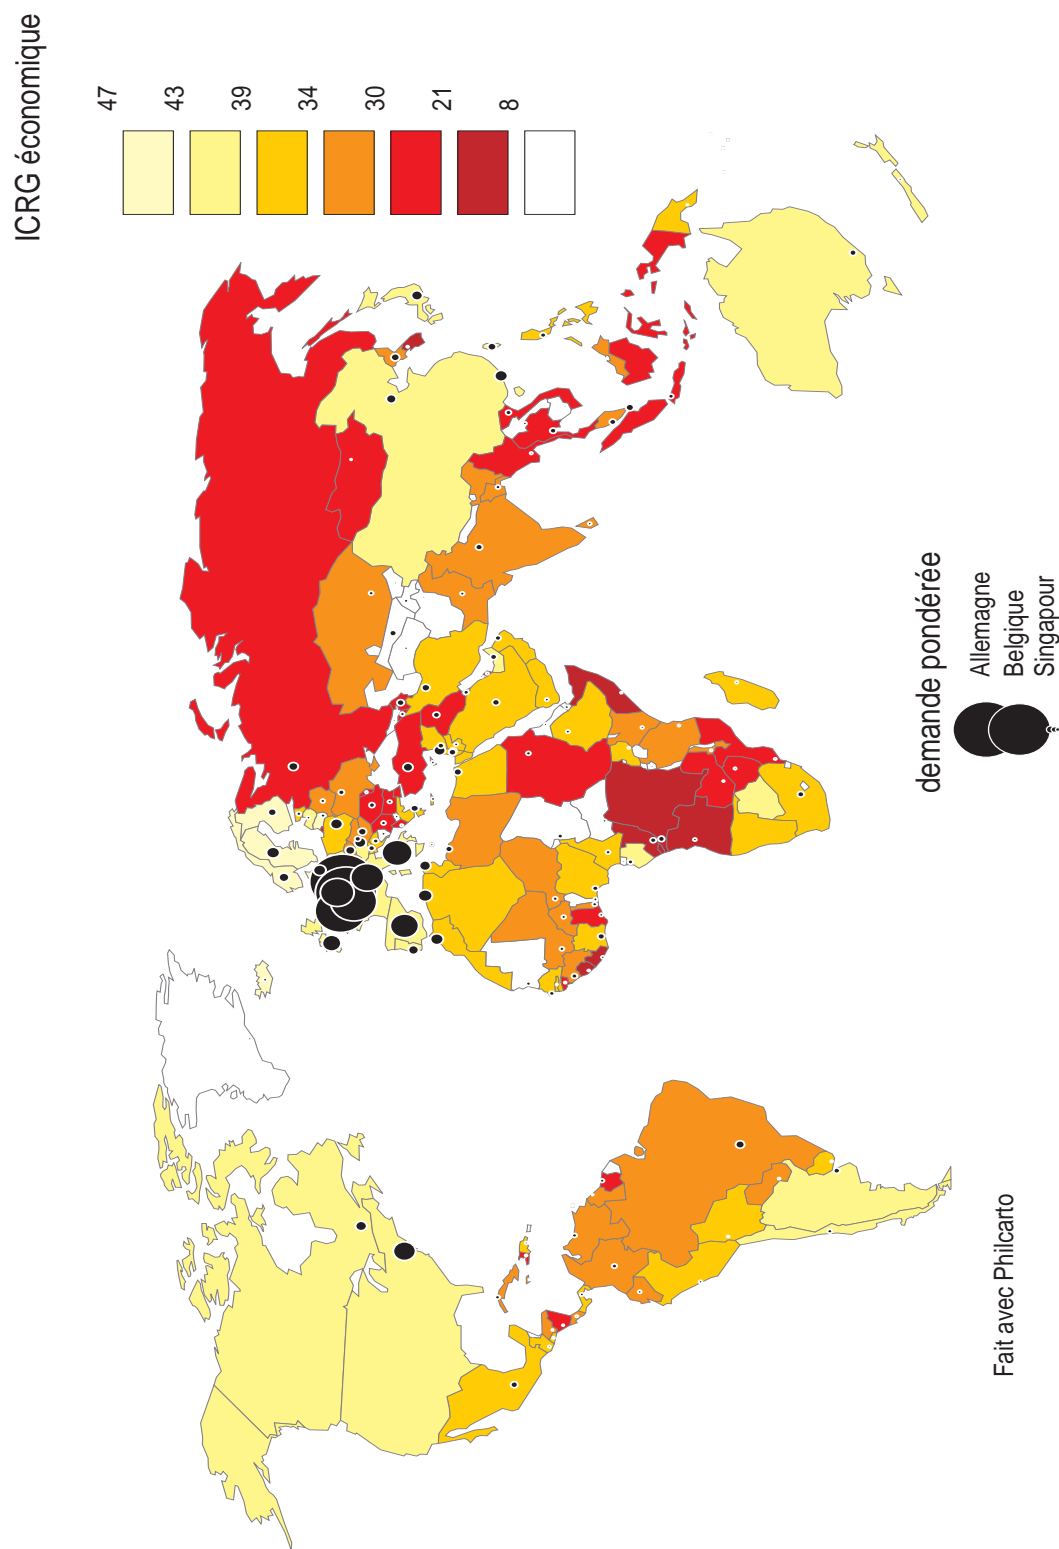 ICRG économique
47
43
39
34
30
21
8
demande pondérée
Allemagne
Belgique
Singapour
Fait avec Philcarto